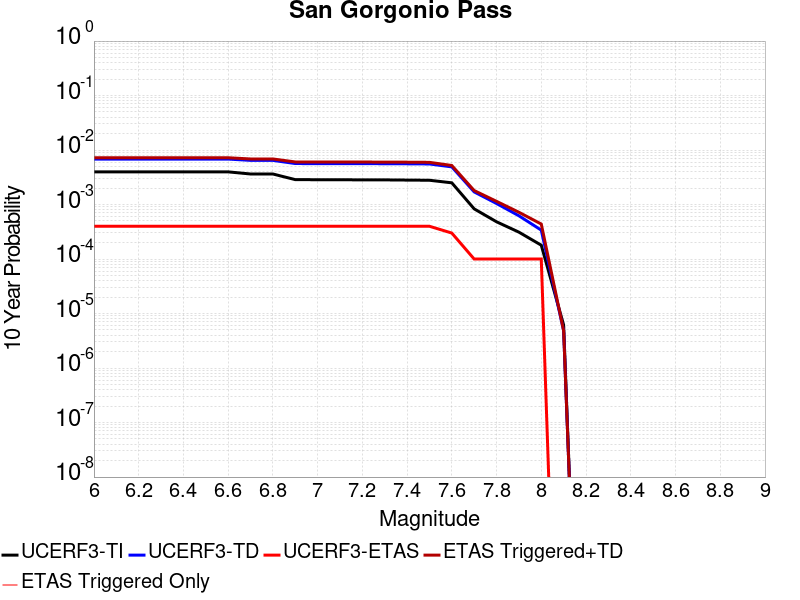 San Gorgonio Pass
10^0
10^-1
10^-2
10^-3
10^-4
10^-5
10^-6
10^-7
10^-8
10 Year Probability
6 6.2 6.4 6.6 6.8 7 7.2 7.4 7.6 7.8 8 8.2 8.4 8.6 8.8 9
Magnitude
UCERF3-TI UCERF3-TD UCERF3-ETAS ETAS Triggered+TD
ETAS Triggered Only